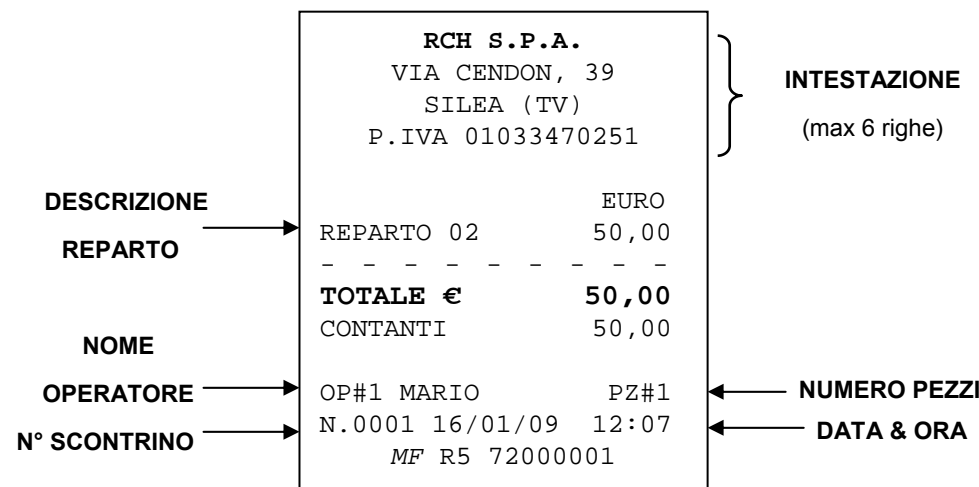 RCH S.P.A.
VIA CENDON, 39
SILEA (TV)
P.IVA 01033470251
INTESTAZIONE
(max 6 righe)
DESCRIZIONE
REPARTO
EURO
REPARTO 02 50,00
- - - - - - - - -
TOTALE € 50,00
CONTANTI 50,00
NOME
OPERATORE
OP#1 MARIO PZ#1
NUMERO PEZZI
N° SCONTRINO
N.0001 16/01/09 12:07
DATA & ORA
MF R5 72000001